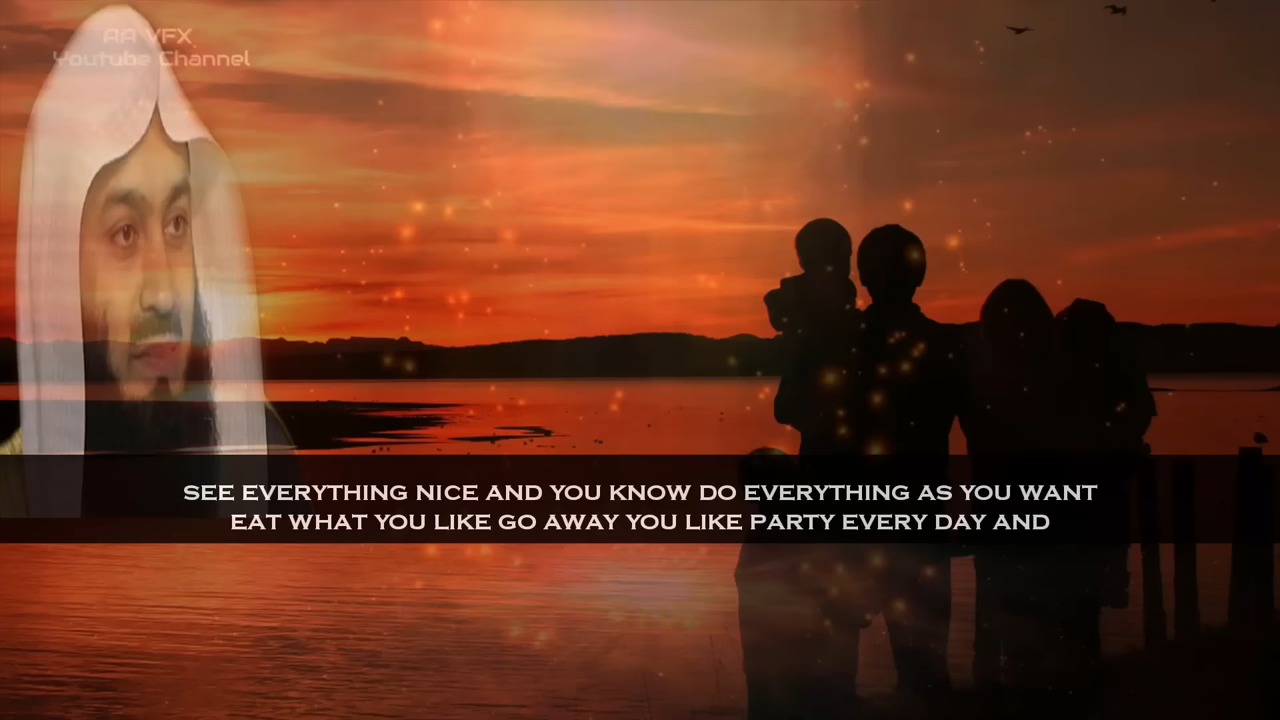 AA VFX
Youtube Channel
SEE EVERYTHING NICE AND YOU KNOW DO EVERYTHING AS YOU WANT
EAT WHAT YOU LIKE GO AWAY YOU LIKE PARTY EVERY DAY AND